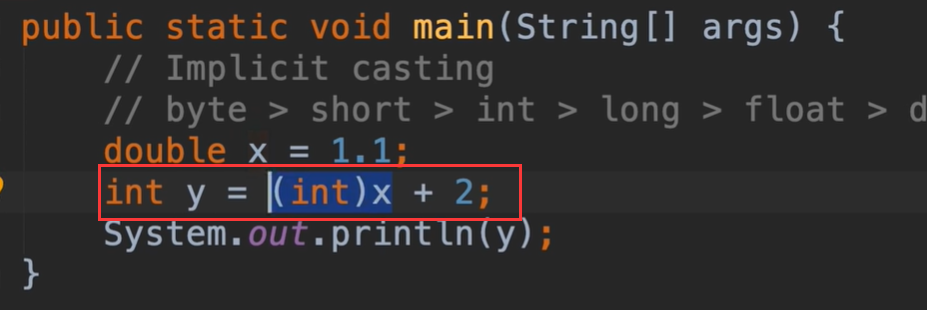 public static void main(String[] args) {
// Implicit casting
// byte > short > int > long > float > d
double x = 1.1;
int y = (int)x + 2;
System.out.println(y);
}